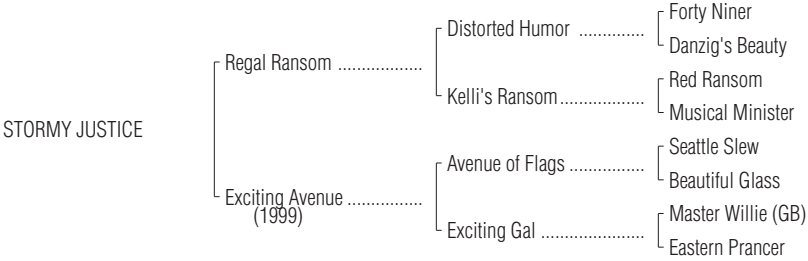 Forty Niner
Distorted Humor ..............
Danzig's Beauty
Regal Ransom ..................
Red Ransom
Kelli's Ransom ..................
Musical Minister
STORMY JUSTICE
Seattle Slew
Avenue of Flags ................
Beautiful Glass
Exciting Avenue ................
(1999)
Master Willie (GB)
Exciting Gal ......................
Eastern Prancer